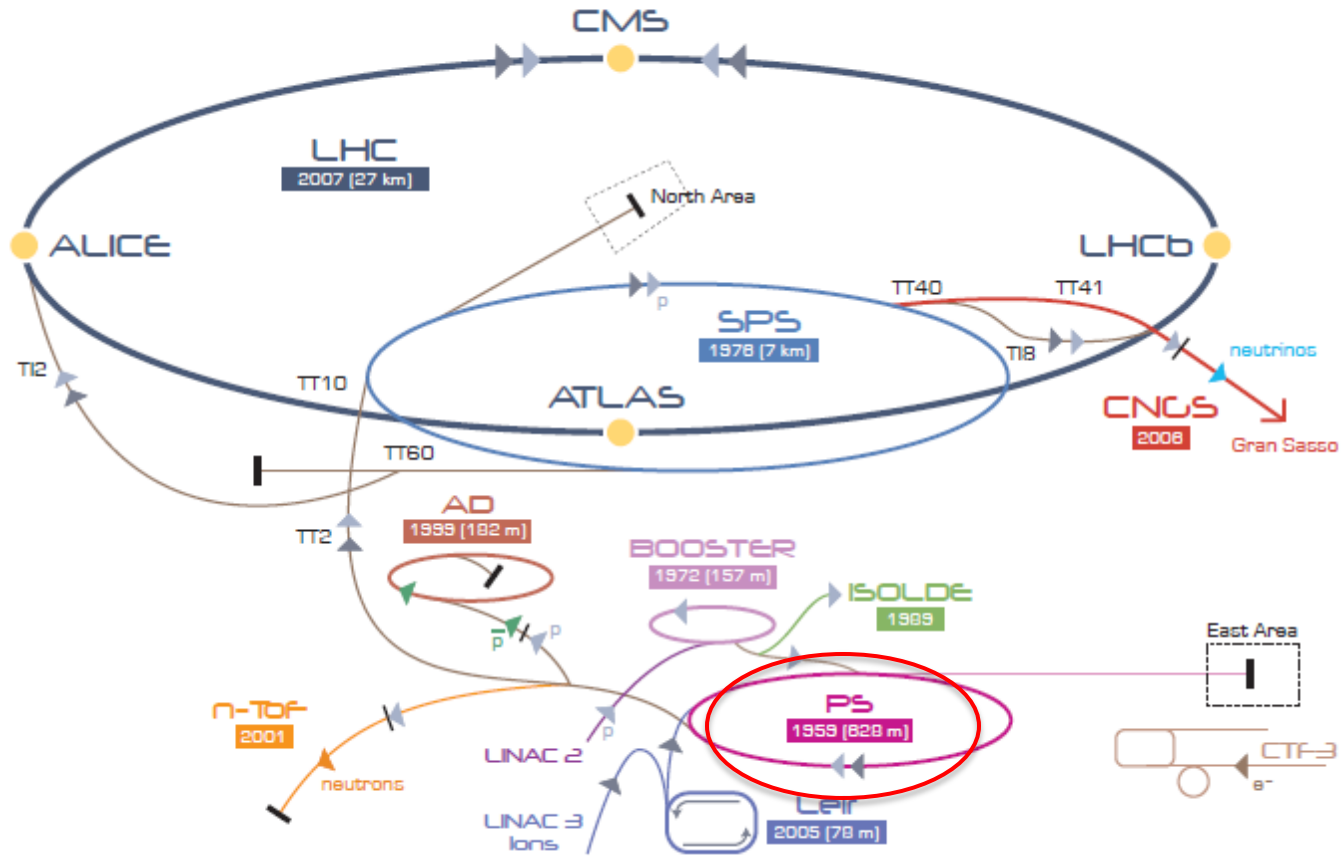 CMS
LHC
2007 (27 km)
North Area
ALICE
LHCb
TT40
TT41
SPS
1976 (7 km)
p
TI8
neutrinos
TI2
TT10
ATLAS
CNGS
2006
Gran Sasso
TT60
AD
1999 (182 m)
TT2
BOOSTER
1972 (157 m)
ISOLDE
1989
p̅
p
East Area
n-ToF
2001
PS
1959 (628 m)
p
LINAC 2
neutrons
CTF-3
e-
LINAC 3
Ions
Leir
2005 (78 m)